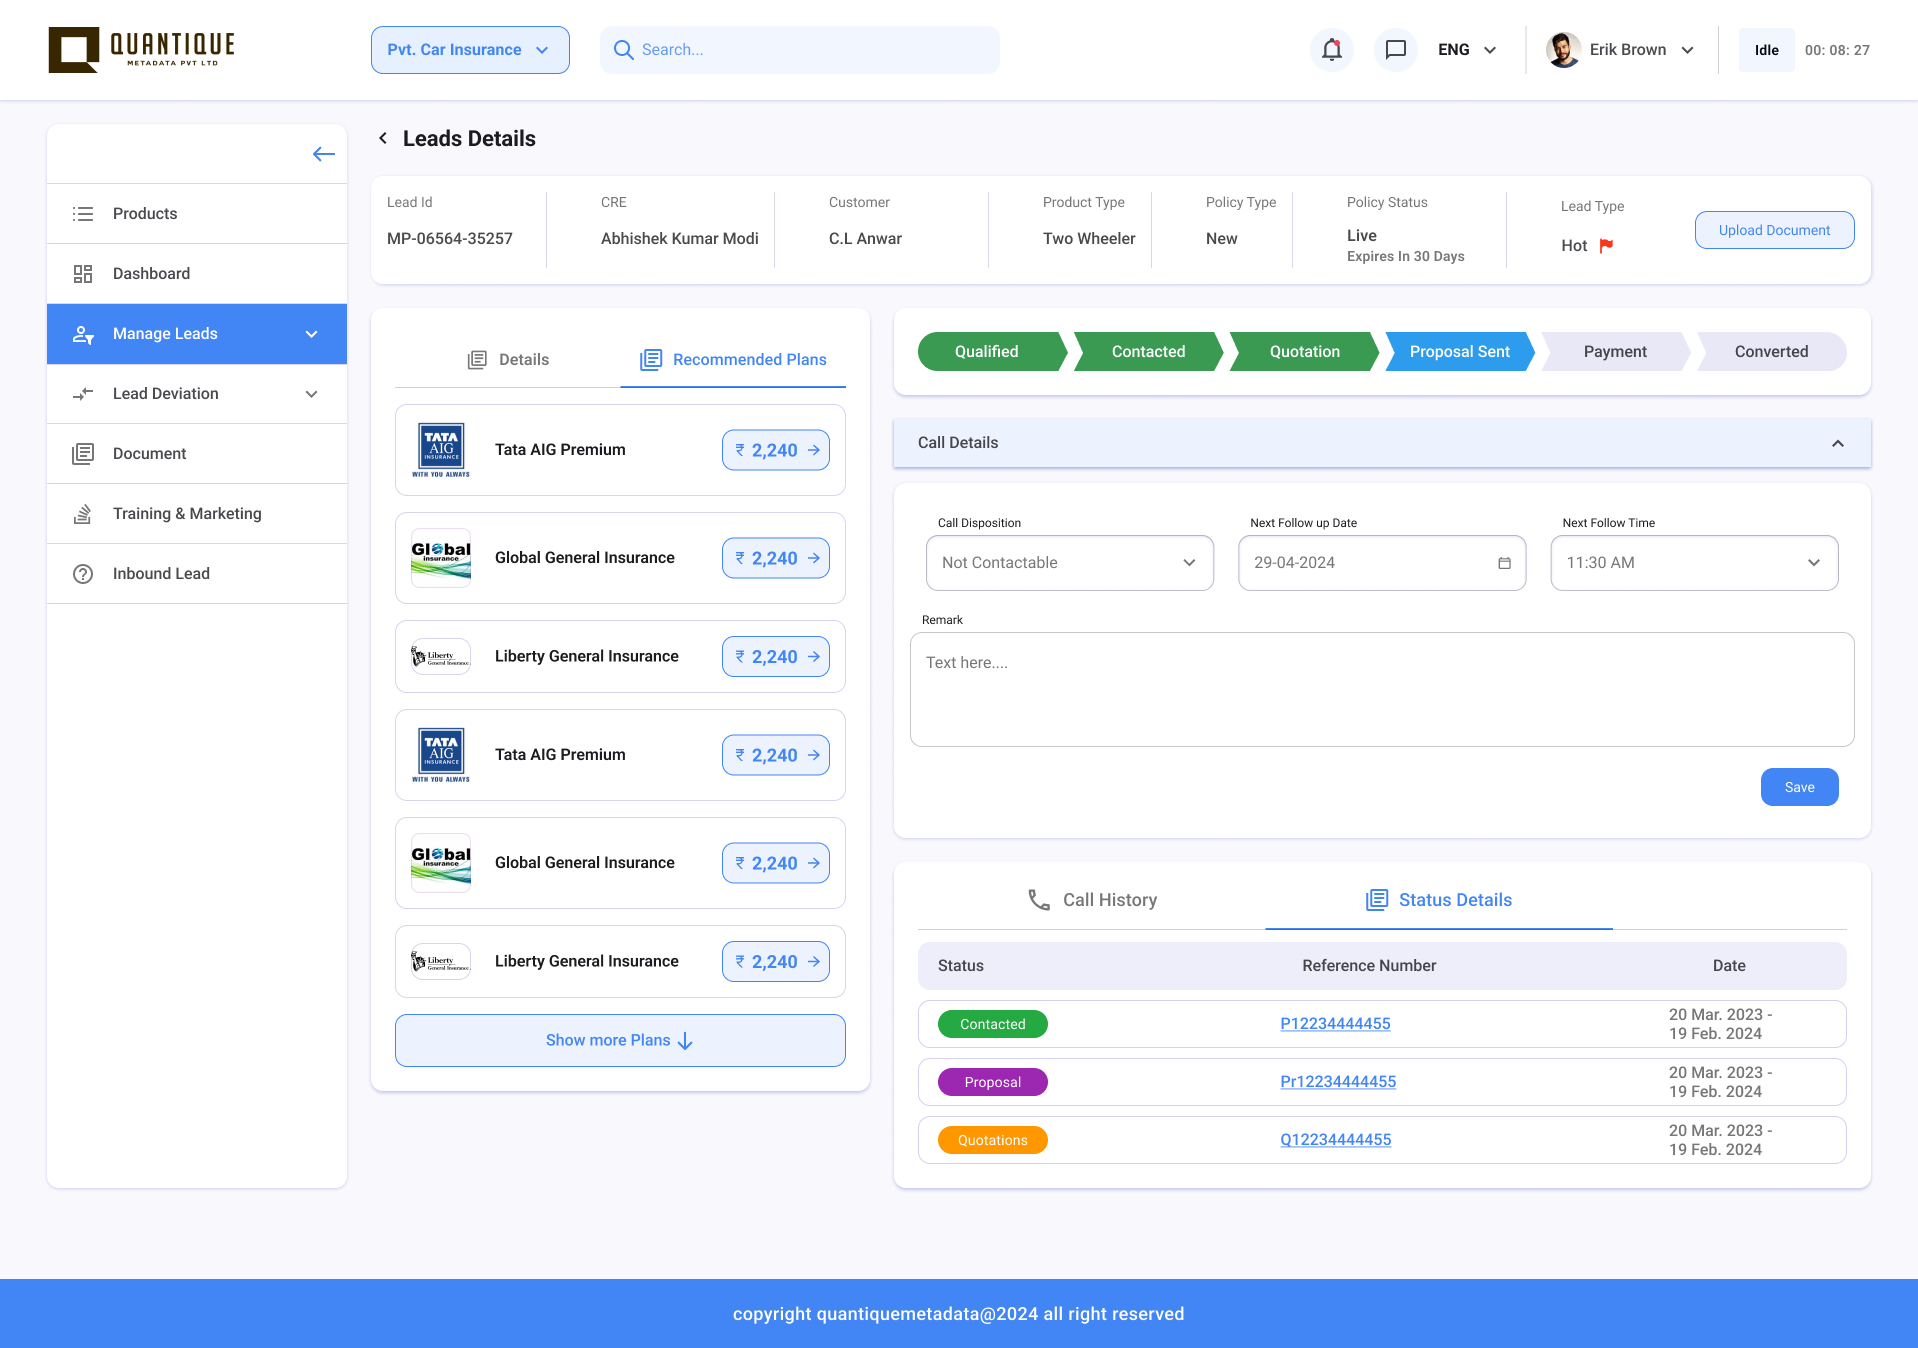 QUANTIQUE
METADATA PVT LTD
Pvt. Car Insurance
Search...
ENG
Erik Brown
Idle
00: 08: 27
Products
Dashboard
Manage Leads
Lead Deviation
Document
Training & Marketing
Inbound Lead
Leads Details
Lead Id
MP-06564-35257
CRE
Abhishek Kumar Modi
Customer
C.L Anwar
Product Type
Two Wheeler
Policy Type
New
Policy Status
Live
Expires In 30 Days
Lead Type
Hot
Upload Document
Details
Recommended Plans
TATA
AIG
INSURANCE
WITH YOU ALWAYS
Tata AIG Premium
₹ 2,240
Global
insurance
Global General Insurance
₹ 2,240
Liberty
General Insurance
Liberty General Insurance
₹ 2,240
TATA
AIG
INSURANCE
WITH YOU ALWAYS
Tata AIG Premium
₹ 2,240
Global
insurance
Global General Insurance
₹ 2,240
Liberty
General Insurance
Liberty General Insurance
₹ 2,240
Show more Plans
Qualified
Contacted
Quotation
Proposal Sent
Payment
Converted
Call Details
Call Disposition
Not Contactable
Next Follow up Date
29-04-2024
Next Follow Time
11:30 AM
Remark
Text here....
Save
Call History
Status Details
Status
Reference Number
Date
Contacted
P12234444455
20 Mar. 2023 -
19 Feb. 2024
Proposal
Pr12234444455
20 Mar. 2023 -
19 Feb. 2024
Quotations
Q12234444455
20 Mar. 2023 -
19 Feb. 2024
copyright quantiquemetadata@2024 all right reserved